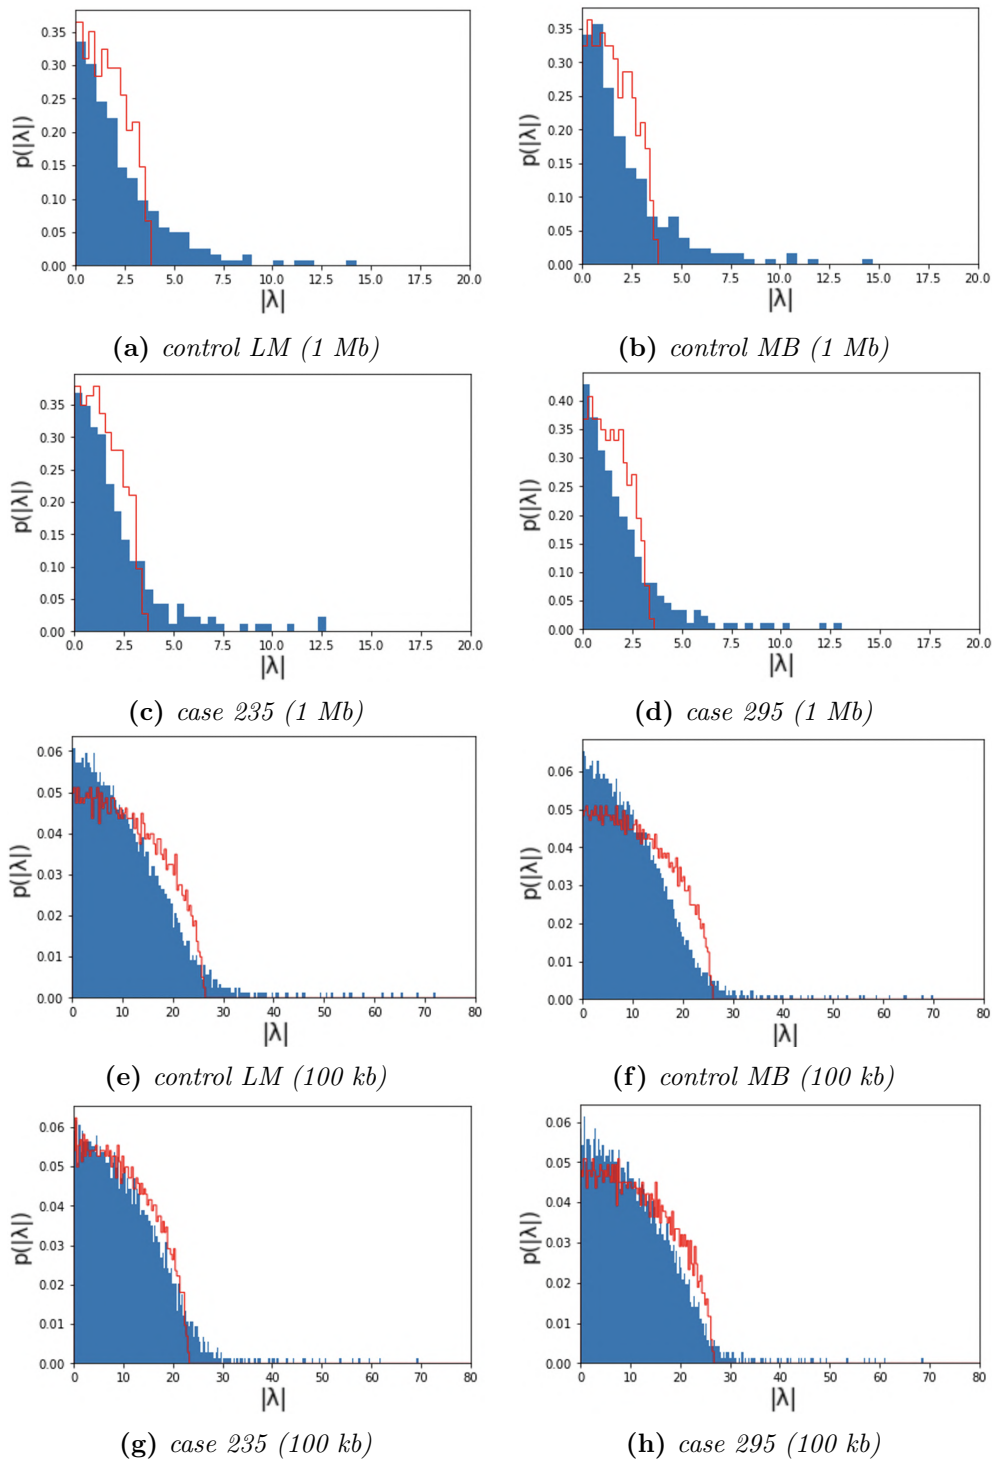 0.35
0.30
0.25
0.20
0.15
0.10
0.05
0.00
p(|λ|)
0.0 2.5 5.0 7.5 10.0 12.5 15.0 17.5 20.0
|λ|
(a) control LM (1 Mb)
0.35
0.30
0.25
0.20
0.15
0.10
0.05
0.00
p(|λ|)
0.0 2.5 5.0 7.5 10.0 12.5 15.0 17.5 20.0
|λ|
(b) control MB (1 Mb)
0.35
0.30
0.25
0.20
0.15
0.10
0.05
0.00
p(|λ|)
0.0 2.5 5.0 7.5 10.0 12.5 15.0 17.5 20.0
|λ|
(c) case 235 (1 Mb)
0.40
0.35
0.30
0.25
0.20
0.15
0.10
0.05
0.00
p(|λ|)
0.0 2.5 5.0 7.5 10.0 12.5 15.0 17.5 20.0
|λ|
(d) case 295 (1 Mb)
0.06
0.05
0.04
0.03
0.02
0.01
0.00
p(|λ|)
0 10 20 30 40 50 60 70 80
|λ|
(e) control LM (100 kb)
0.06
0.05
0.04
0.03
0.02
0.01
0.00
p(|λ|)
0 10 20 30 40 50 60 70 80
|λ|
(f) control MB (100 kb)
0.06
0.05
0.04
0.03
0.02
0.01
0.00
p(|λ|)
0 10 20 30 40 50 60 70 80
|λ|
(g) case 235 (100 kb)
0.06
0.05
0.04
0.03
0.02
0.01
0.00
p(|λ|)
0 10 20 30 40 50 60 70 80
|λ|
(h) case 295 (100 kb)